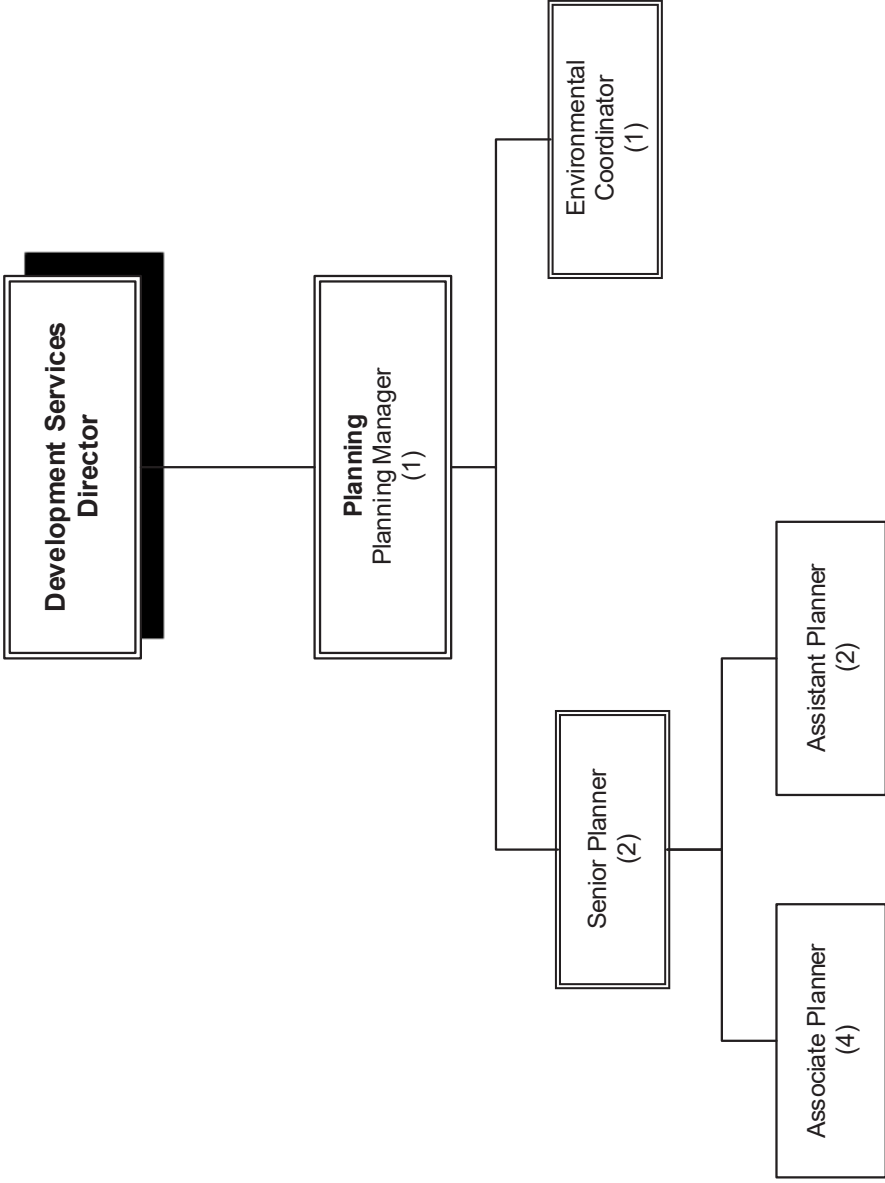 Development Services
Director
Planning
Planning Manager
(1)
Environmental
Coordinator
(1)
Senior Planner
(2)
Associate Planner
(4)
Assistant Planner
(2)